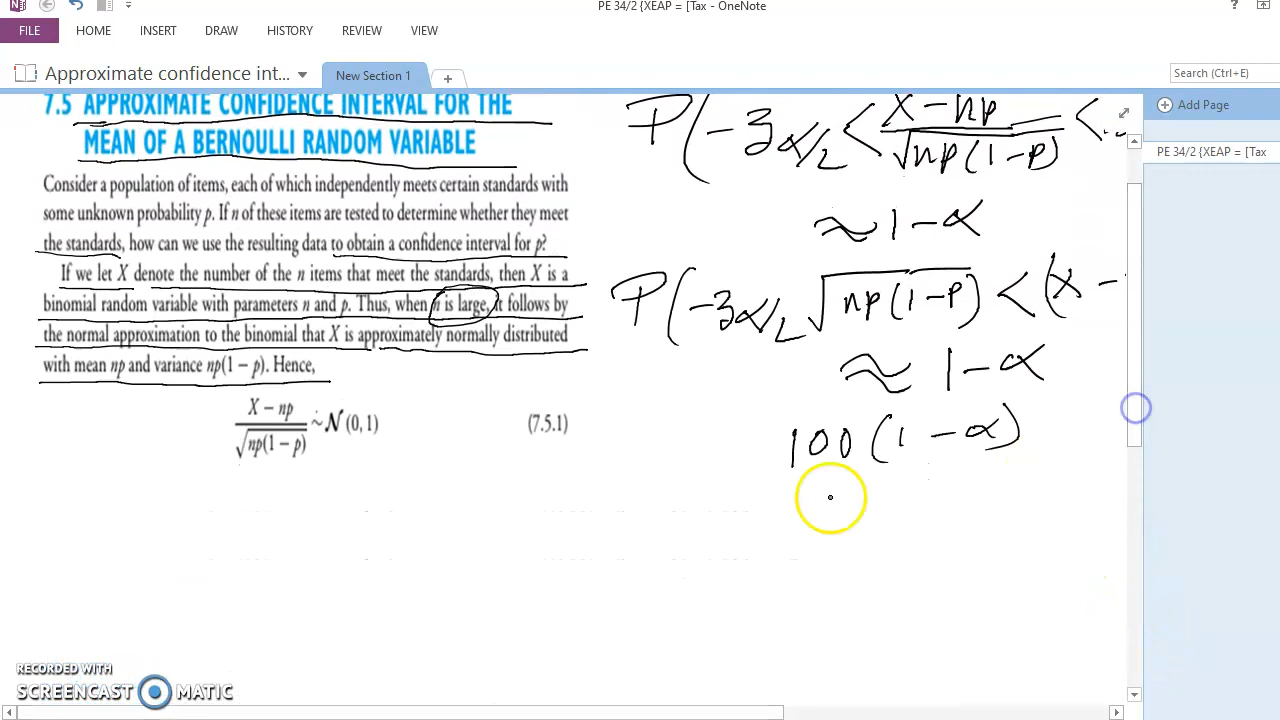 PE 34/2 {XEAP = [Tax - OneNote
FILE HOME INSERT DRAW HISTORY REVIEW VIEW
Approximate confidence int... New Section 1
Search (Ctrl+E)
Add Page
PE 34/2 {XEAP = [Tax
7.5 APPROXIMATE CONFIDENCE INTERVAL FOR THE
MEAN OF A BERNOULLI RANDOM VARIABLE
Consider a population of items, each of which independently meets certain standards with
some unknown probability p. If n of these items are tested to determine whether they meet
the standards, how can we use the resulting data to obtain a confidence interval for p?
If we let X denote the number of the n items that meet the standards, then X is a
binomial random variable with parameters n and p. Thus, when n is large, it follows by
the normal approximation to the binomial that X is approximately normally distributed
with mean np and variance np(1 − p). Hence,
X − np
√np(1 − p) ∼̇ N (0, 1) (7.5.1)
P(-zα/2 < X - np / √np(1-p) <
≈ 1-α
P(-zα/2 √np(1-p) < (X -
≈ 1-α
100(1-α)
RECORDED WITH
SCREENCAST MATIC